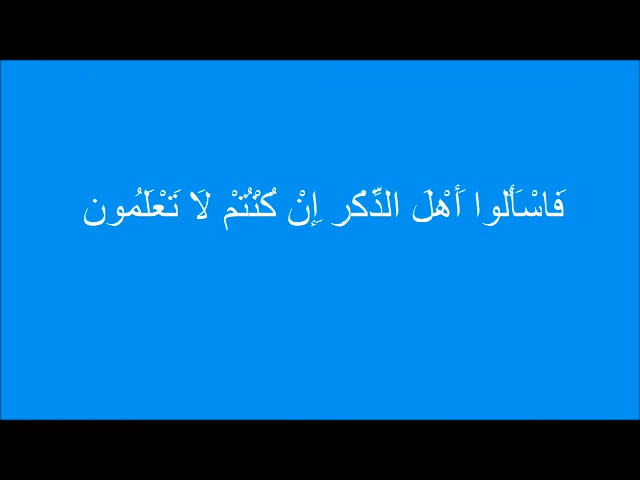 فَاسْأَلُوا أَهْلَ الذِّكْرِ إِنْ كُنْتُمْ لَا تَعْلَمُون